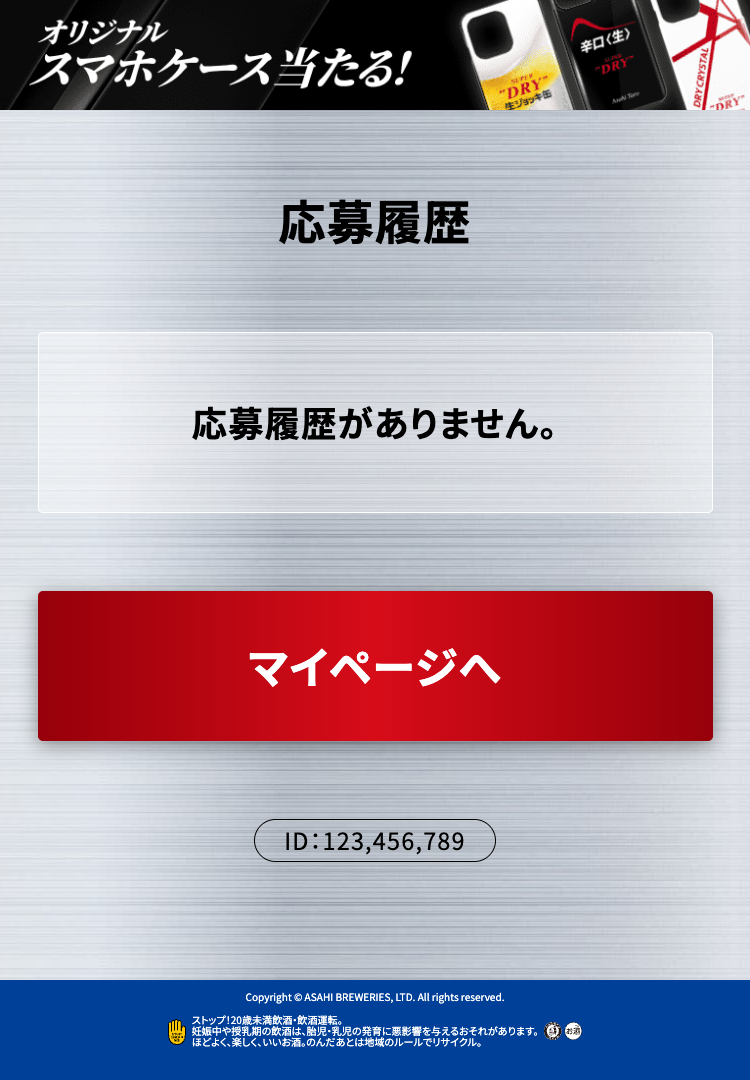 オリジナル
スマホケース当たる!
SUPER
"DRY"
生ジョッキ缶
辛口〈生〉
SUPER
"DRY"
Asahi Taro
DRY CRYSTAL
SUPER
"DRY"
応募履歴
応募履歴がありません。
マイページへ
ID:123,456,789
Copyright © ASAHI BREWERIES, LTD. All rights reserved.
ストップ!20歳未満飲酒・飲酒運転。
妊娠中や授乳期の飲酒は、胎児・乳児の発育に悪影響を与えるおそれがあります。
ほどよく、楽しく、いいお酒。のんだあとは地域のルールでリサイクル。
お酒